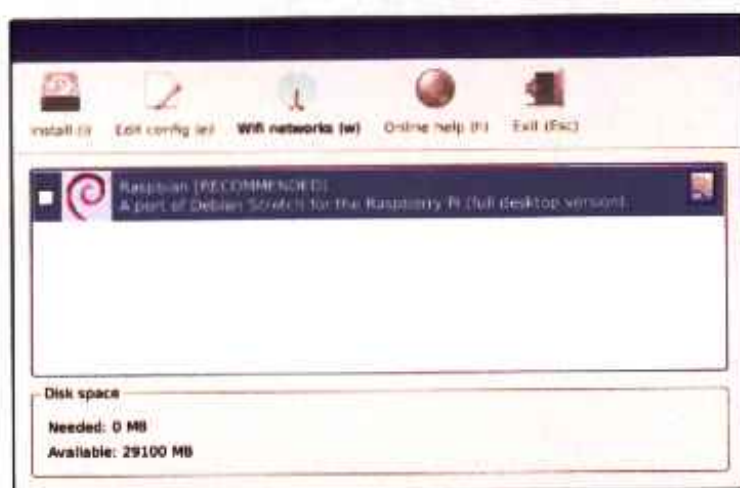 Install (i) Edit config (e) Wifi networks (w) Online help (h) Exit (Esc)
Raspbian [RECOMMENDED]
A port of Debian Stretch for the Raspberry Pi (full desktop version)
Disk space
Needed: 0 MB
Available: 29100 MB